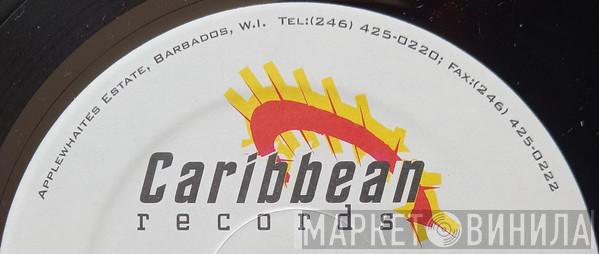 Applewhaites Estate, Barbados, W.I. Tel:(246) 425-0220; Fax:(246) 425-0222
Caribbean
records
МАРКЕТ ВИНИЛА